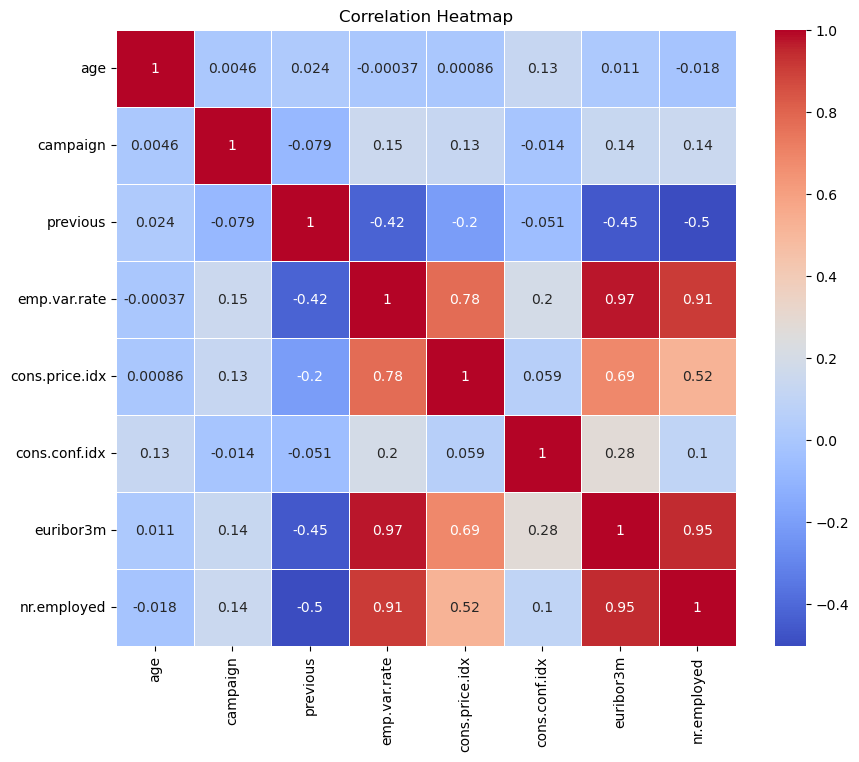 Correlation Heatmap
age 1 0.0046 0.024 -0.00037 0.00086 0.13 0.011 -0.018
campaign 0.0046 1 -0.079 0.15 0.13 -0.014 0.14 0.14
previous 0.024 -0.079 1 -0.42 -0.2 -0.051 -0.45 -0.5
emp.var.rate -0.00037 0.15 -0.42 1 0.78 0.2 0.97 0.91
cons.price.idx 0.00086 0.13 -0.2 0.78 1 0.059 0.69 0.52
cons.conf.idx 0.13 -0.014 -0.051 0.2 0.059 1 0.28 0.1
euribor3m 0.011 0.14 -0.45 0.97 0.69 0.28 1 0.95
nr.employed -0.018 0.14 -0.5 0.91 0.52 0.1 0.95 1
age
campaign
previous
emp.var.rate
cons.price.idx
cons.conf.idx
euribor3m
nr.employed
1.0
0.8
0.6
0.4
0.2
0.0
−0.2
−0.4